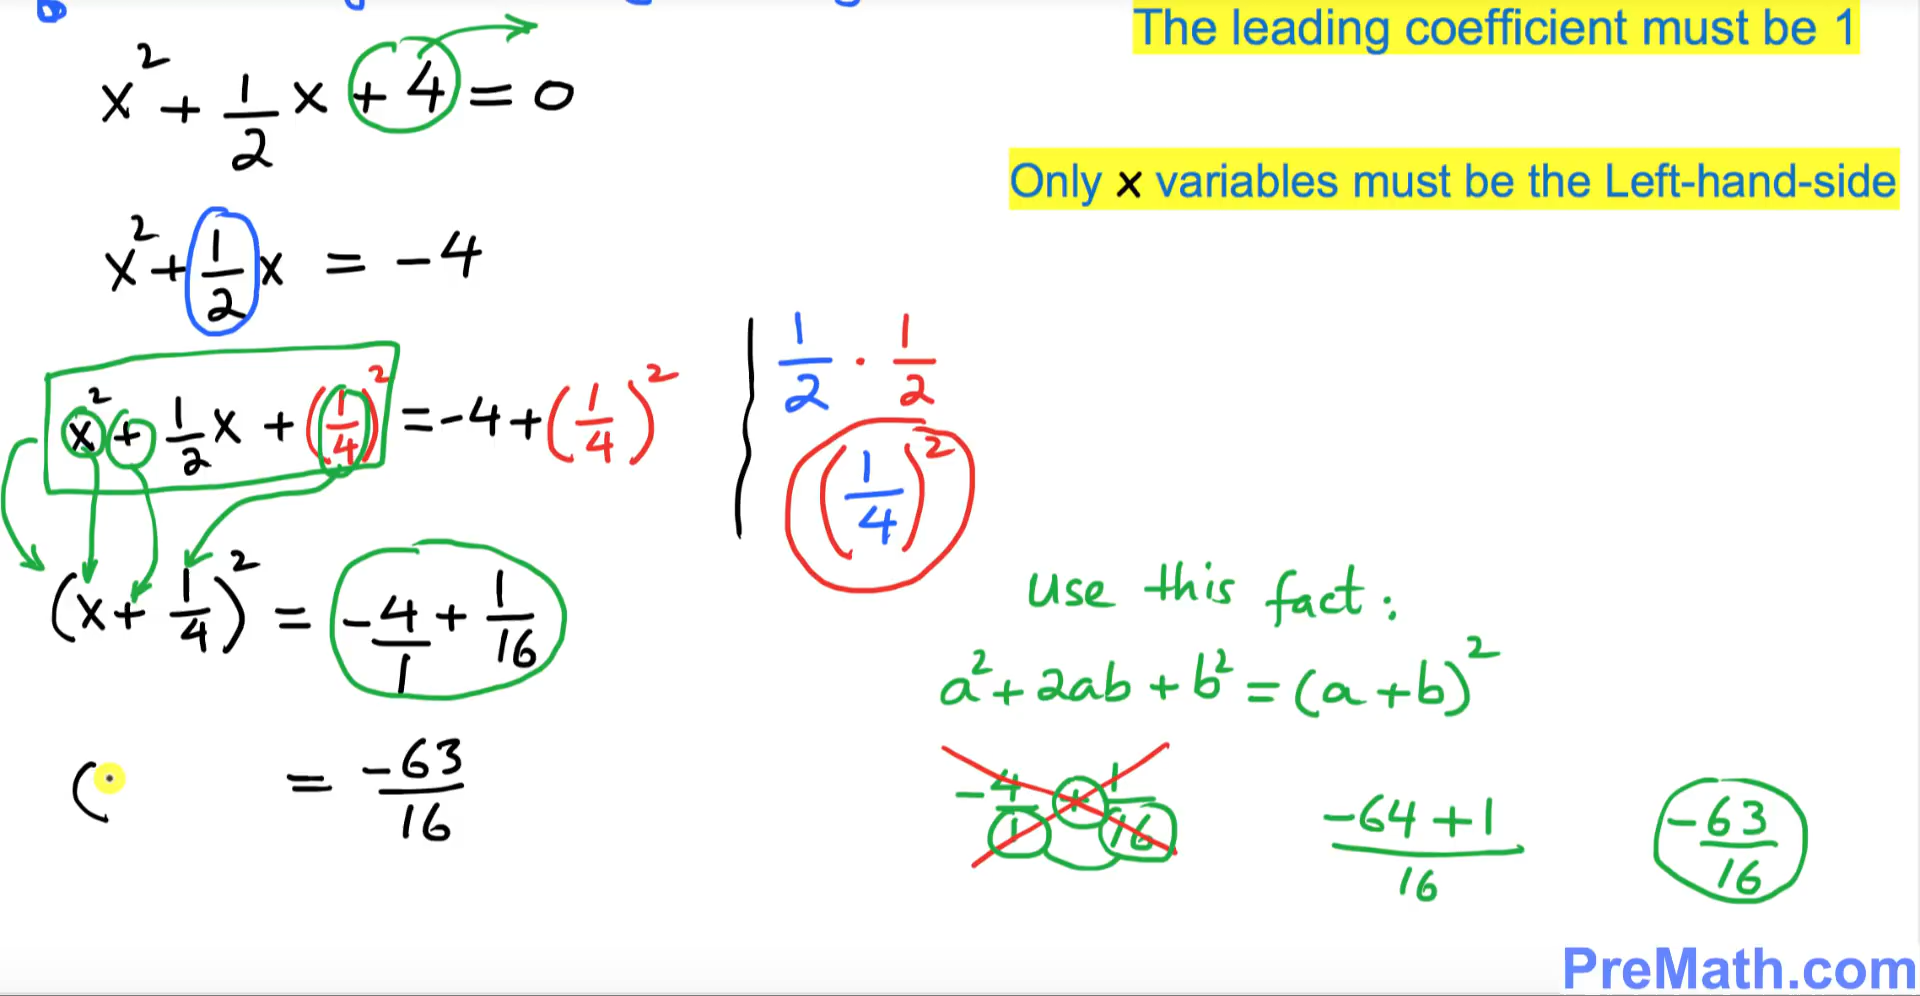 The leading coefficient must be 1
x² + 1/2 x + 4 = 0
Only x variables must be the Left-hand-side
x² + 1/2 x = -4
x² + 1/2 x + (1/4)² = -4 + (1/4)²
1/2 · 1/2
(1/4)²
(x + 1/4)² = -4/1 + 1/16
use this fact:
a² + 2ab + b² = (a + b)²
( = -63/16
-4/1 + 1/16
-64 + 1/16
-63/16
PreMath.com